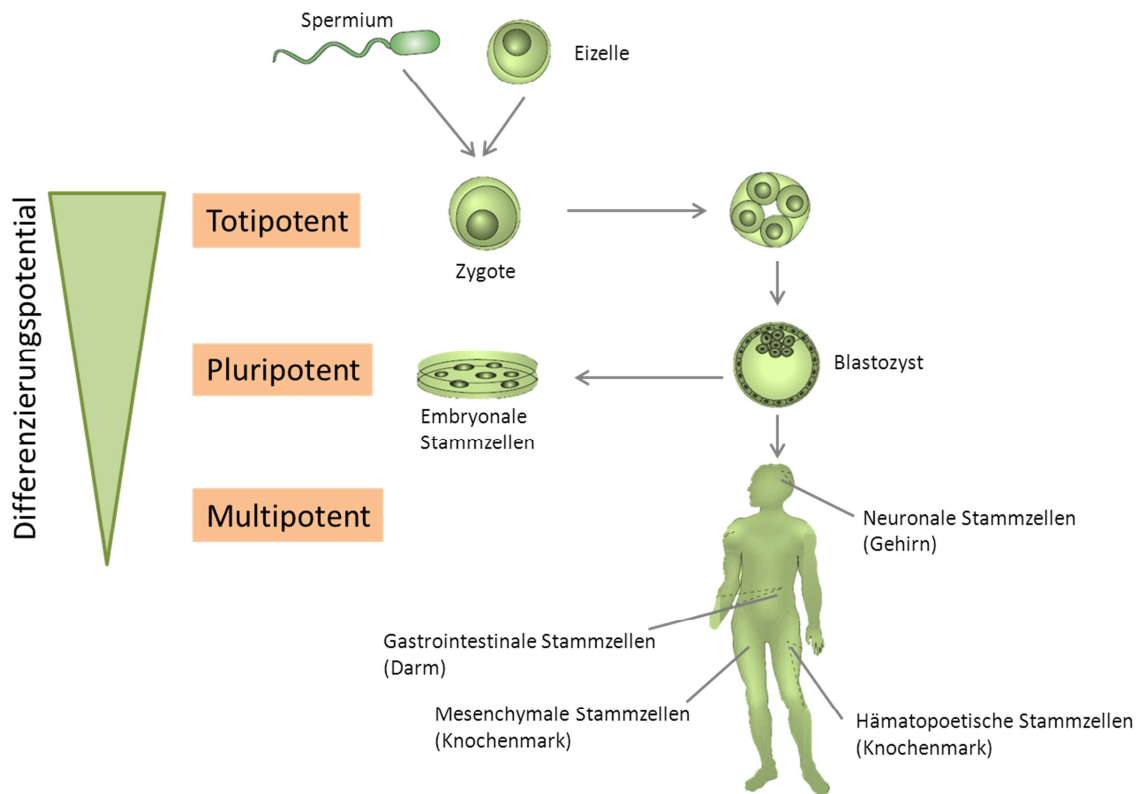 Spermium
Eizelle
Differenzierungspotential
Totipotent
Zygote
Pluripotent
Blastozyst
Embryonale
Stammzellen
Multipotent
Neuronale Stammzellen
(Gehirn)
Gastrointestinale Stammzellen
(Darm)
Mesenchymale Stammzellen
(Knochenmark)
Hämatopoetische Stammzellen
(Knochenmark)